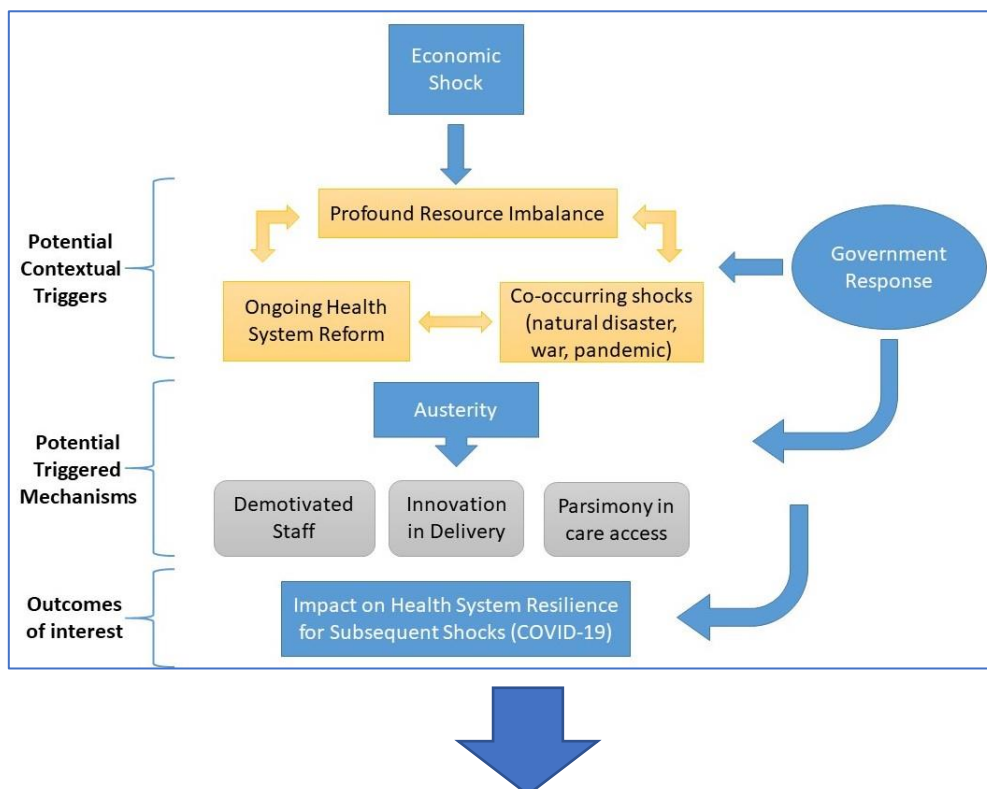 Economic
Shock
Profound Resource Imbalance
Potential
Contextual
Triggers
Government
Response
Ongoing Health
System Reform
Co-occurring shocks
(natural disaster,
war, pandemic)
Austerity
Potential
Triggered
Mechanisms
Demotivated
Staff
Innovation
in Delivery
Parsimony in
care access
Outcomes
of interest
Impact on Health System Resilience
for Subsequent Shocks (COVID-19)